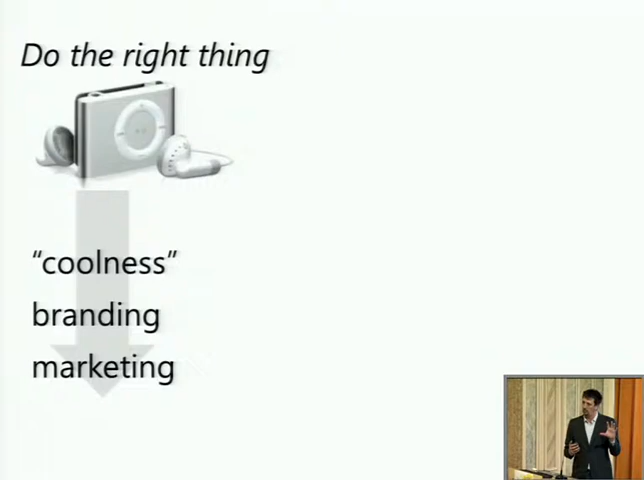 Do the right thing
“coolness”
branding
marketing